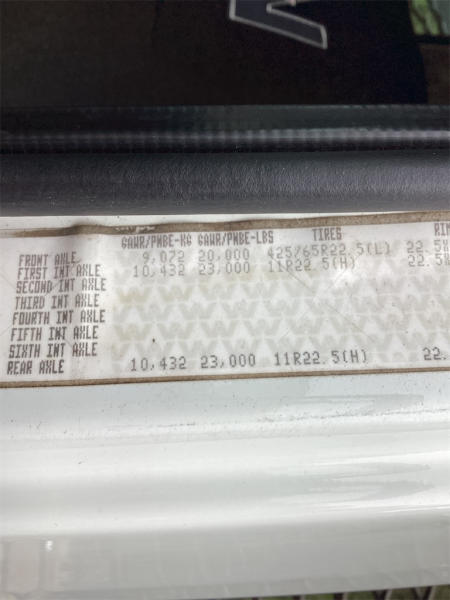 GAWR/PNBE-KG GAWR/PNBE-LBS TIRES
FRONT AXLE 9,072 20,000 425/65R22.5(L) 22.5
FIRST INT AXLE 10,432 23,000 11R22.5(H) 22.5
SECOND INT AXLE
THIRD INT AXLE
FOURTH INT AXLE
FIFTH INT AXLE
SIXTH INT AXLE
REAR AXLE 10,432 23,000 11R22.5(H) 22.